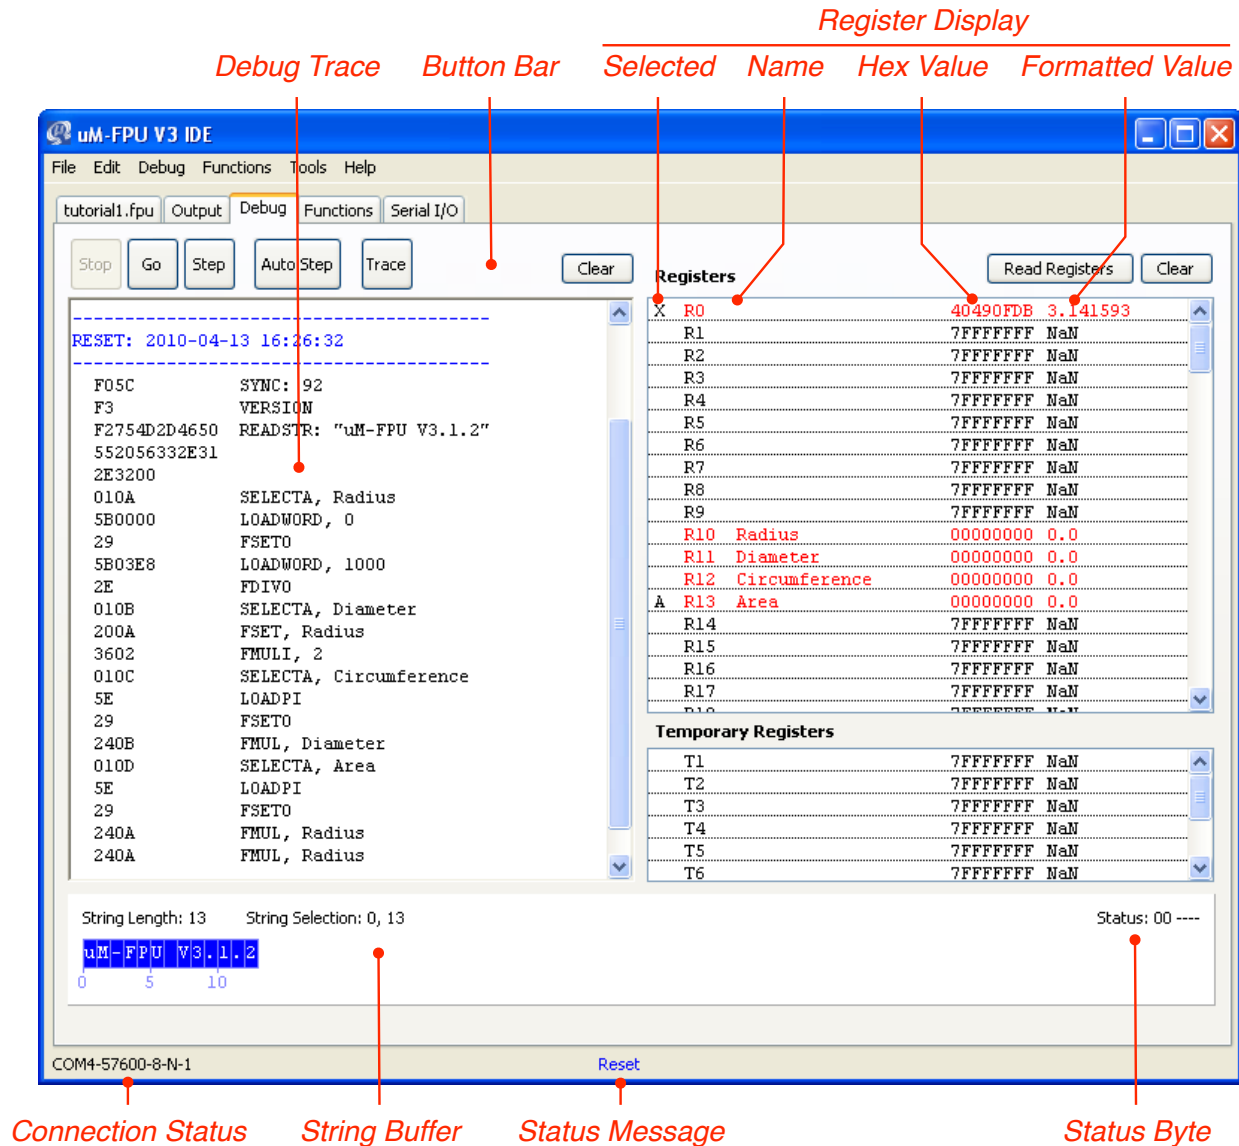 Register Display
Debug Trace Button Bar Selected Name Hex Value Formatted Value
uM-FPU V3 IDE
File Edit Debug Functions Tools Help
tutorial1.fpu Output Debug Functions Serial I/O
Stop Go Step Auto Step Trace Clear
Registers Read Registers Clear
----------------------------------------
RESET: 2010-04-13 16:26:32
----------------------------------------
F05C SYNC: 92
F3 VERSION
F2754D2D4650 READSTR: "uM-FPU V3.1.2"
552056332E31
2E3200
010A SELECTA, Radius
5B0000 LOADWORD, 0
29 FSET0
5B03E8 LOADWORD, 1000
2E FDIV0
010B SELECTA, Diameter
200A FSET, Radius
3602 FMULI, 2
010C SELECTA, Circumference
5E LOADPI
29 FSET0
240B FMUL, Diameter
010D SELECTA, Area
5E LOADPI
29 FSET0
240A FMUL, Radius
240A FMUL, Radius
X R0 40490FDB 3.141593
R1 7FFFFFFF NaN
R2 7FFFFFFF NaN
R3 7FFFFFFF NaN
R4 7FFFFFFF NaN
R5 7FFFFFFF NaN
R6 7FFFFFFF NaN
R7 7FFFFFFF NaN
R8 7FFFFFFF NaN
R9 7FFFFFFF NaN
R10 Radius 00000000 0.0
R11 Diameter 00000000 0.0
R12 Circumference 00000000 0.0
A R13 Area 00000000 0.0
R14 7FFFFFFF NaN
R15 7FFFFFFF NaN
R16 7FFFFFFF NaN
R17 7FFFFFFF NaN
Temporary Registers
T1 7FFFFFFF NaN
T2 7FFFFFFF NaN
T3 7FFFFFFF NaN
T4 7FFFFFFF NaN
T5 7FFFFFFF NaN
T6 7FFFFFFF NaN
String Length: 13 String Selection: 0, 13 Status: 00 ----
uM-FPU V3.1.2
0 5 10
COM4-57600-8-N-1 Reset
Connection Status String Buffer Status Message Status Byte